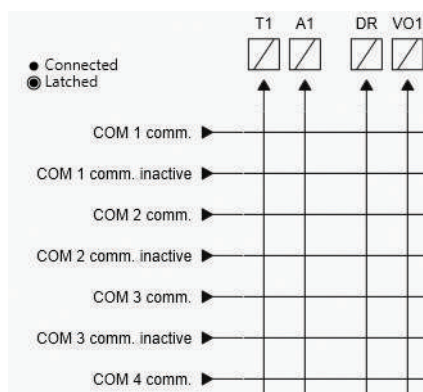 T1 A1 DR VO1
Connected
Latched
COM 1 comm.
COM 1 comm. inactive
COM 2 comm.
COM 2 comm. inactive
COM 3 comm.
COM 3 comm. inactive
COM 4 comm.